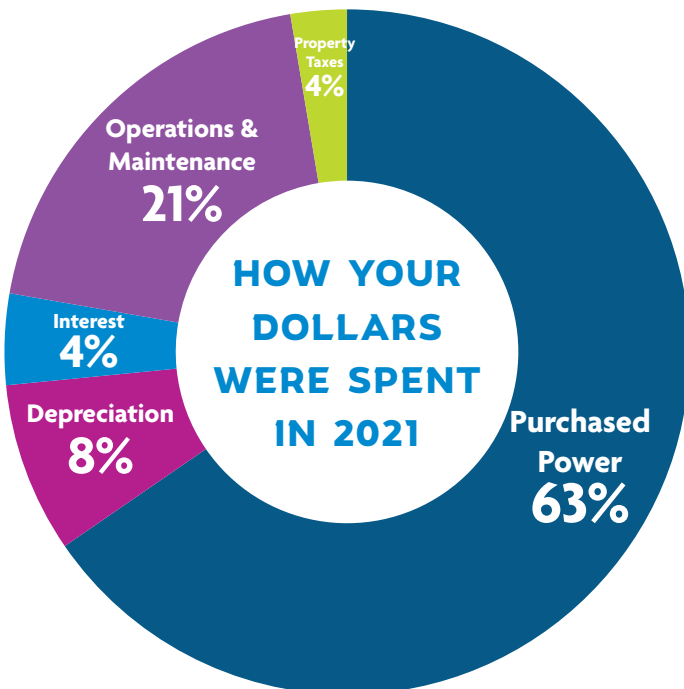 Property
Taxes
4%
Operations &
Maintenance
21%
HOW YOUR
DOLLARS
WERE SPENT
IN 2021
Interest
4%
Depreciation
8%
Purchased
Power
63%